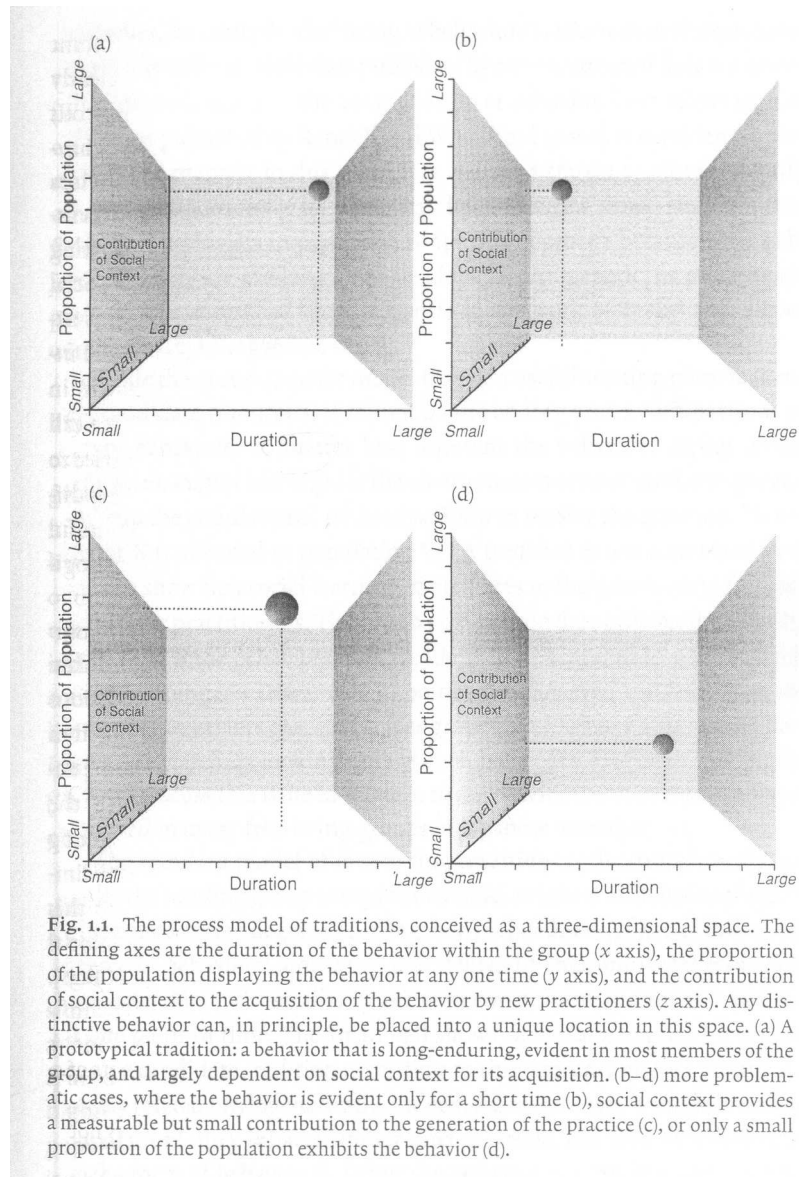 (a)
Large
Proportion of Population
Contribution
of Social
Context
Large
Small
Small
Small
Duration
Large
(b)
Large
Proportion of Population
Contribution
of Social
Context
Large
Small
Small
Small
Duration
Large
(c)
Large
Proportion of Population
Contribution
of Social
Context
Large
Small
Small
Small
Duration
Large
(d)
Large
Proportion of Population
Contribution
of Social
Context
Large
Small
Small
Small
Duration
Large
Fig. 1.1. The process model of traditions, conceived as a three-dimensional space. The
defining axes are the duration of the behavior within the group (x axis), the proportion
of the population displaying the behavior at any one time (y axis), and the contribution
of social context to the acquisition of the behavior by new practitioners (z axis). Any dis-
tinctive behavior can, in principle, be placed into a unique location in this space. (a) A
prototypical tradition: a behavior that is long-enduring, evident in most members of the
group, and largely dependent on social context for its acquisition. (b–d) more problem-
atic cases, where the behavior is evident only for a short time (b), social context provides
a measurable but small contribution to the generation of the practice (c), or only a small
proportion of the population exhibits the behavior (d).